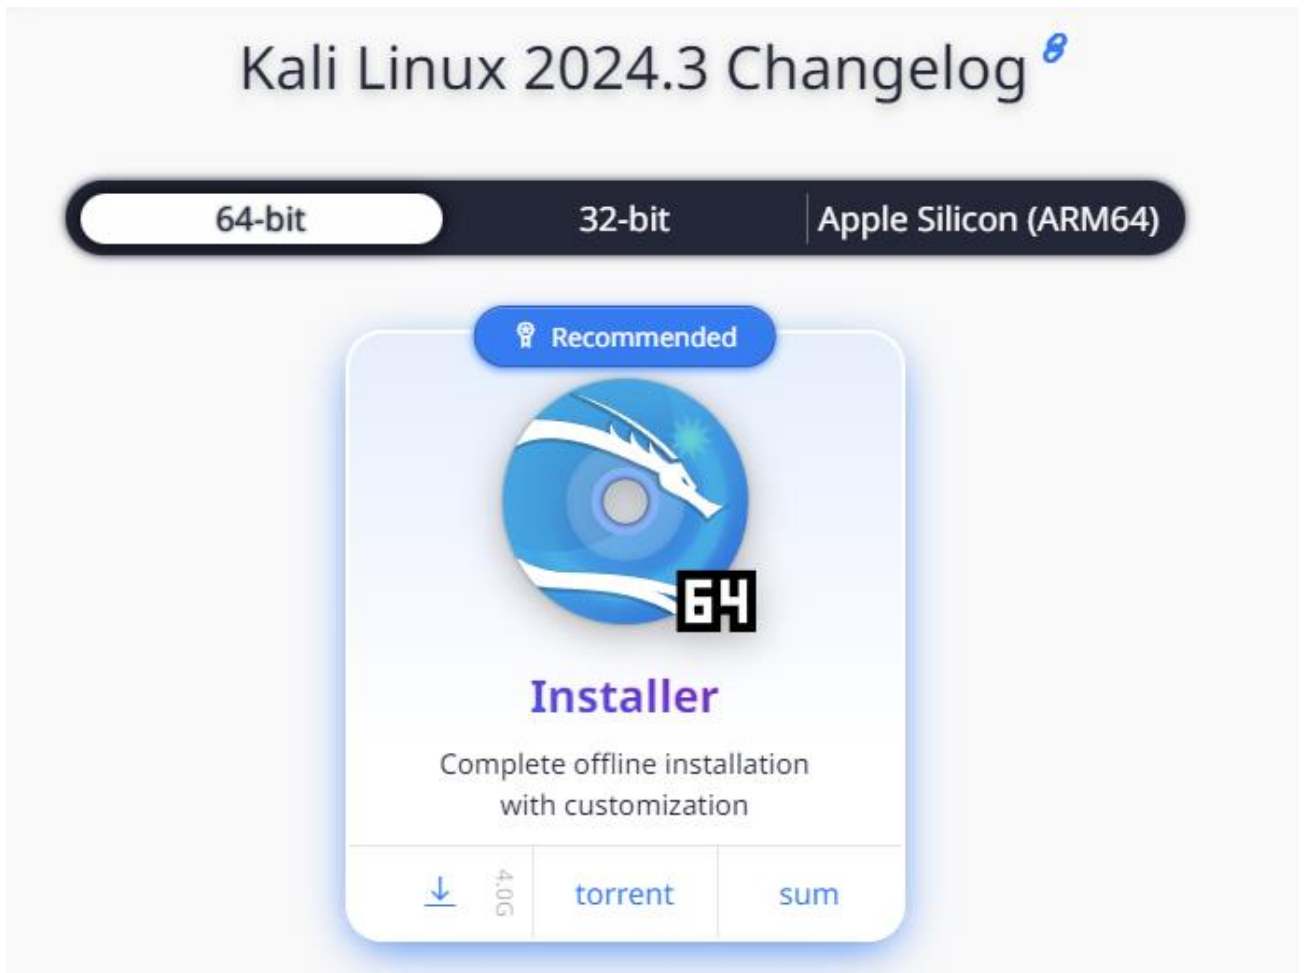 Kali Linux 2024.3 Changelog
64-bit
32-bit
Apple Silicon (ARM64)
Recommended
64
Installer
Complete offline installation
with customization
4.0G
torrent
sum